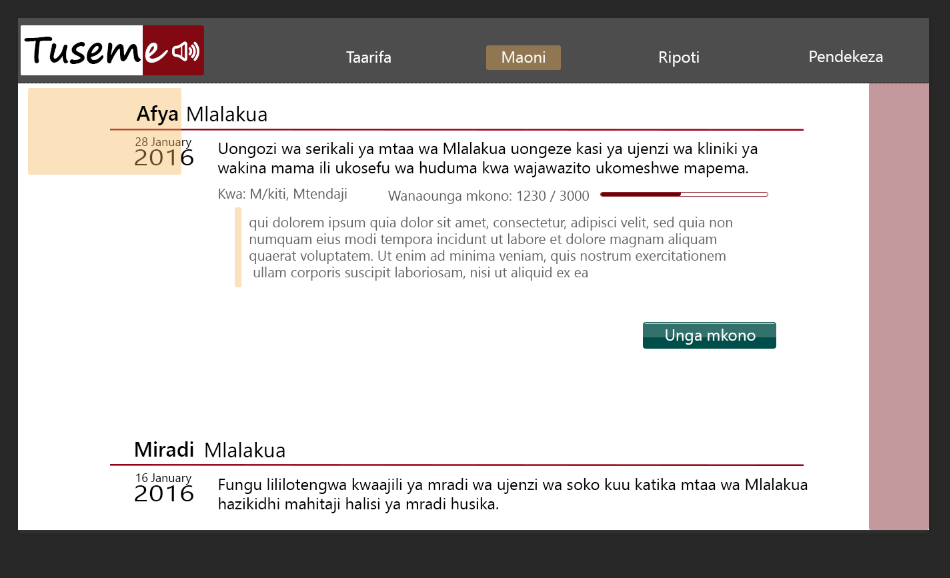 Tuseme
Taarifa
Maoni
Ripoti
Pendekeza
Afya Mlalakua
28 January
2016
Uongozi wa serikali ya mtaa wa Mlalakua uongeze kasi ya ujenzi wa kliniki ya
wakina mama ili ukosefu wa huduma kwa wajawazito ukomeshwe mapema.
Kwa: M/kiti, Mtendaji
Wanaounga mkono: 1230 / 3000
qui dolorem ipsum quia dolor sit amet, consectetur, adipisci velit, sed quia non
numquam eius modi tempora incidunt ut labore et dolore magnam aliquam
quaerat voluptatem. Ut enim ad minima veniam, quis nostrum exercitationem
ullam corporis suscipit laboriosam, nisi ut aliquid ex ea
Unga mkono
Miradi Mlalakua
16 January
2016
Fungu lililotengwa kwaajili ya mradi wa ujenzi wa soko kuu katika mtaa wa Mlalakua
hazikidhi mahitaji halisi ya mradi husika.